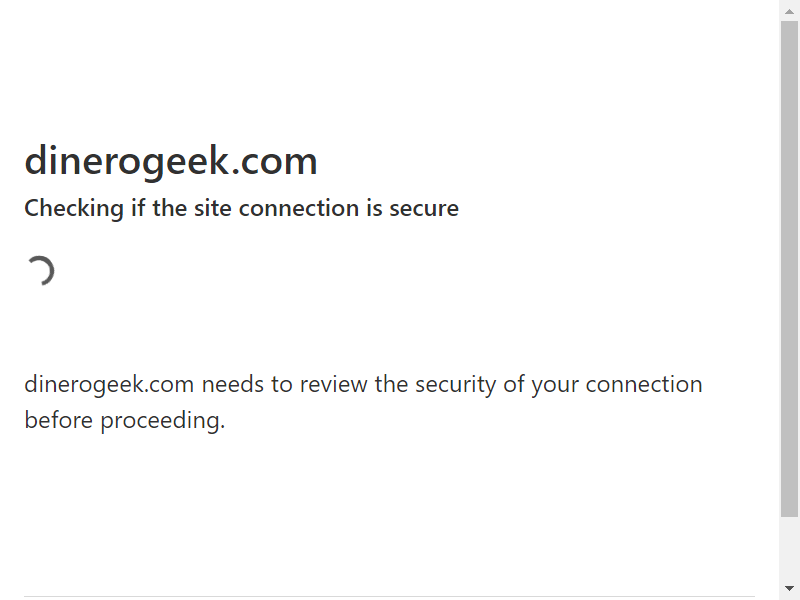 dinerogeek.com
Checking if the site connection is secure
dinerogeek.com needs to review the security of your connection
before proceeding.